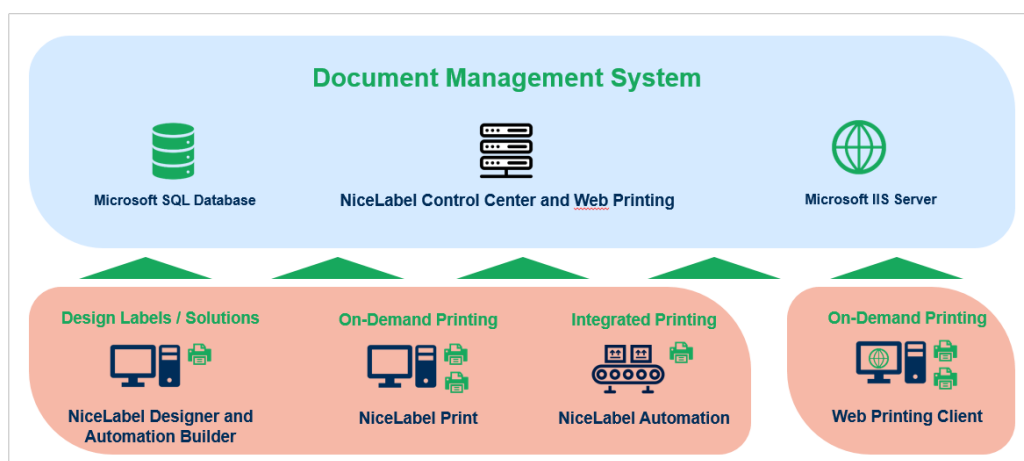 Document Management System
Microsoft SQL Database
NiceLabel Control Center and Web Printing
Microsoft IIS Server
Design Labels / Solutions
On-Demand Printing
Integrated Printing
On-Demand Printing
NiceLabel Designer and
Automation Builder
NiceLabel Print
NiceLabel Automation
Web Printing Client